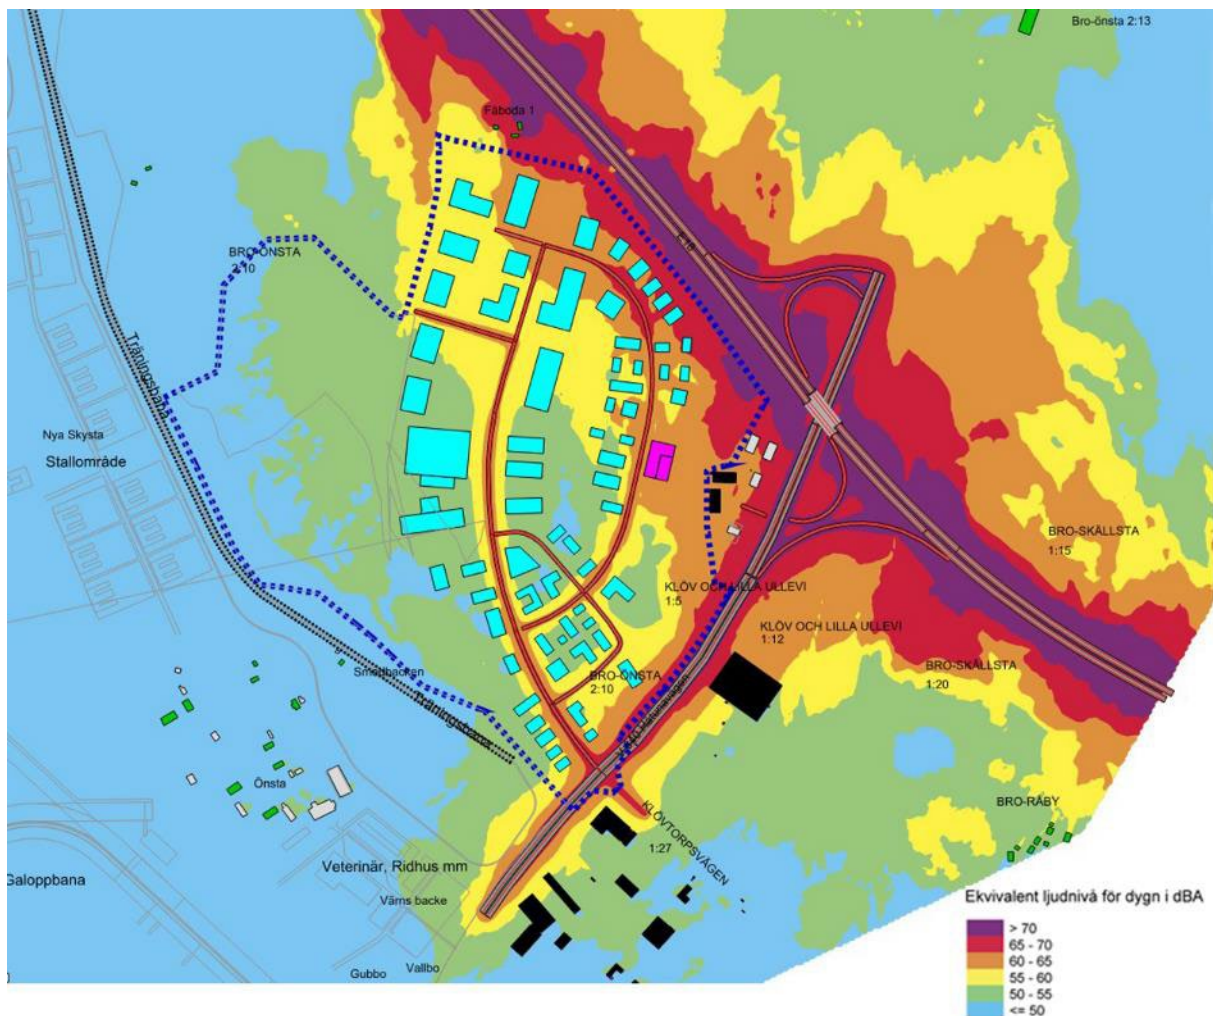 Bro-önsta 2:13
Fäboda 1
E 18
BRO-ÖNSTA
2:10
Träningsbana
Nya Skysta
Stallområde
BRO-SKÄLLSTA
1:15
KLÖV OCH LILLA ULLEVI
1:5
KLÖV OCH LILLA ULLEVI
1:12
BRO-SKÄLLSTA
1:20
Smedbacken
BRO-ÖNSTA
2:10
Träningsbana
Önsta
BRO-RÅBY
KLÖVTORPSVÄGEN
1:27
Veterinär, Ridhus mm
Galoppbana
Värns backe
Vallbo
Gubbo
Ekvivalent ljudnivå för dygn i dBA
> 70
65 - 70
60 - 65
55 - 60
50 - 55
<= 50